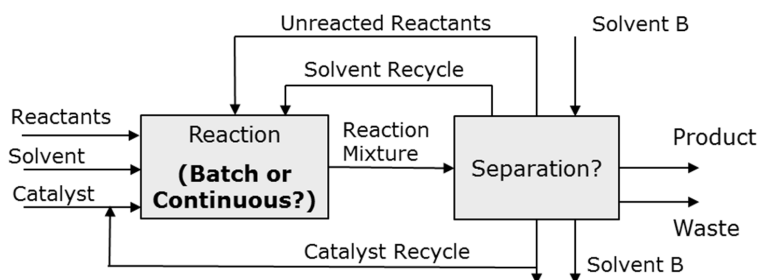 Unreacted Reactants
Solvent B
Solvent Recycle
Reactants
Reaction
Reaction
Mixture
Product
Solvent
(Batch or
Continuous?)
Separation?
Catalyst
Waste
Catalyst Recycle
Solvent B